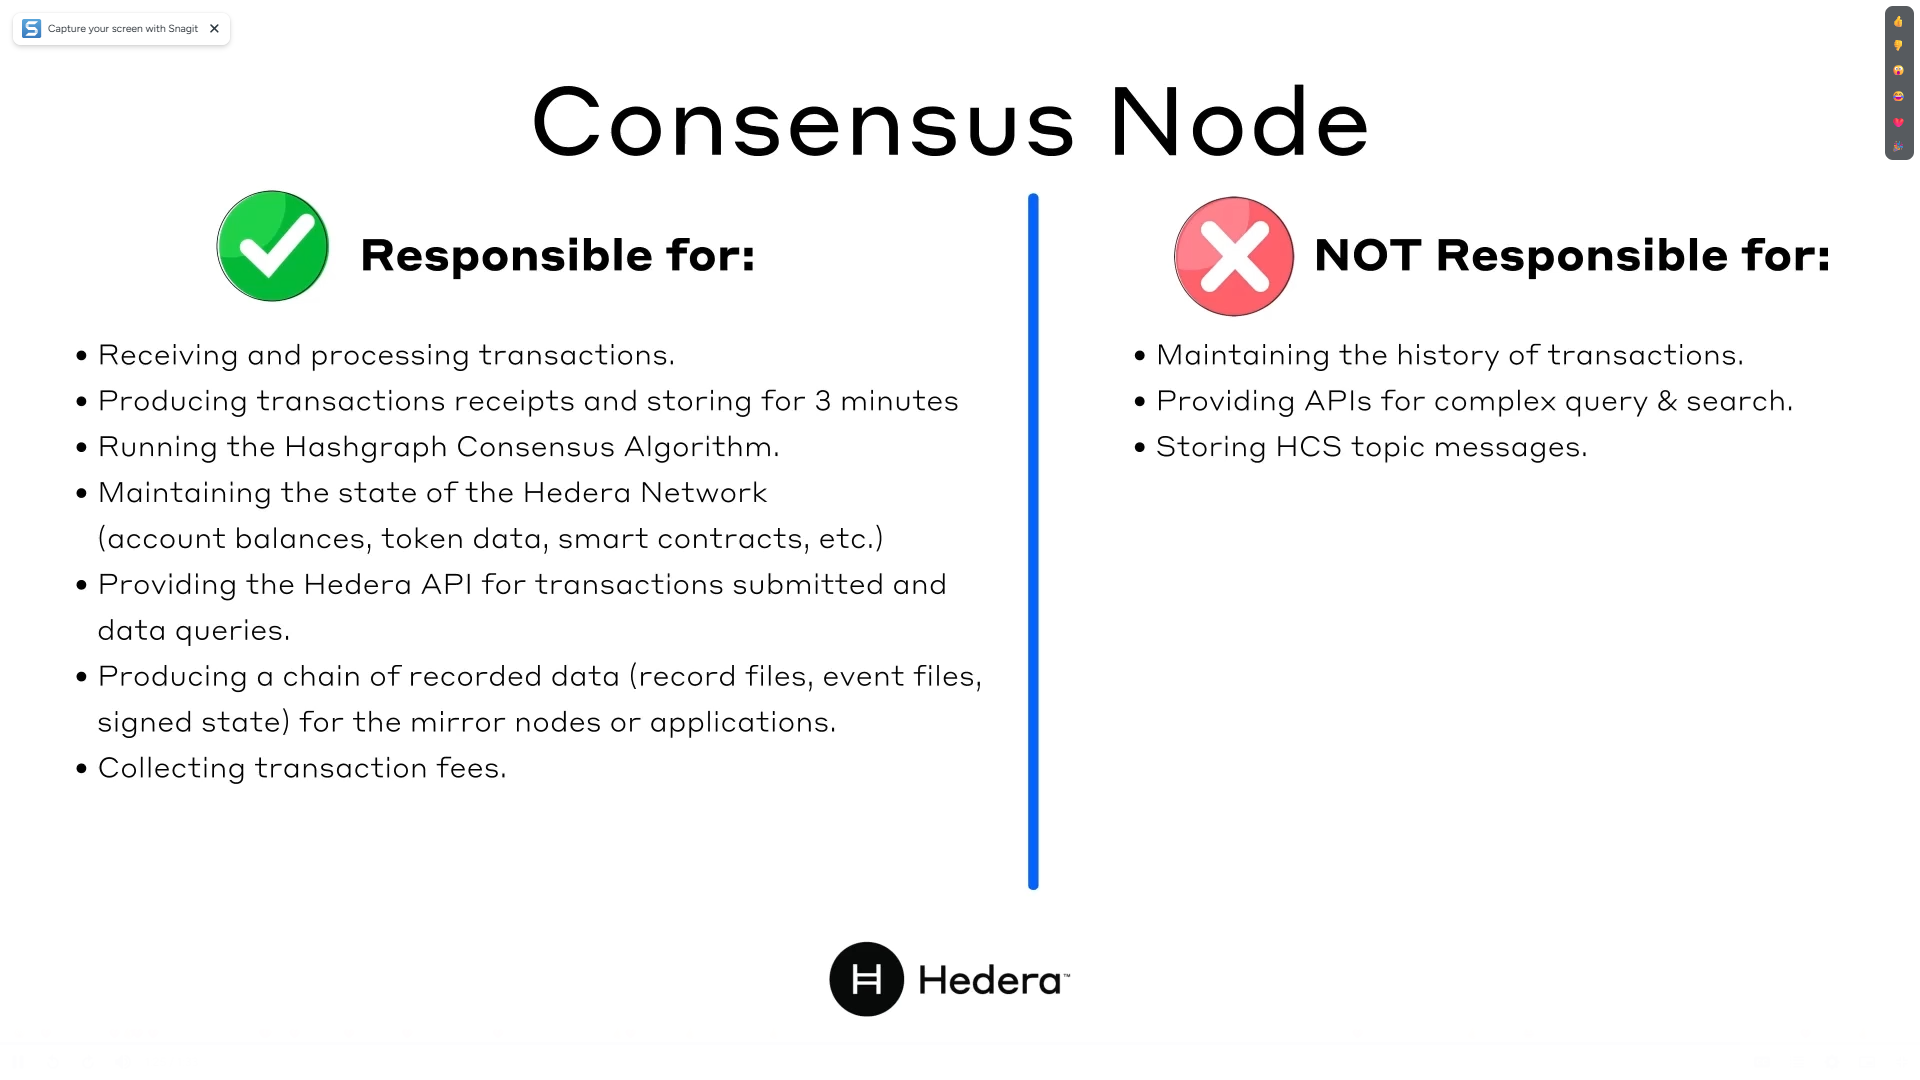 Capture your screen with Snagit
Consensus Node
Responsible for:
• Receiving and processing transactions.
• Producing transactions receipts and storing for 3 minutes
• Running the Hashgraph Consensus Algorithm.
• Maintaining the state of the Hedera Network
(account balances, token data, smart contracts, etc.)
• Providing the Hedera API for transactions submitted and
data queries.
• Producing a chain of recorded data (record files, event files,
signed state) for the mirror nodes or applications.
• Collecting transaction fees.
NOT Responsible for:
• Maintaining the history of transactions.
• Providing APIs for complex query & search.
• Storing HCS topic messages.
H Hedera™